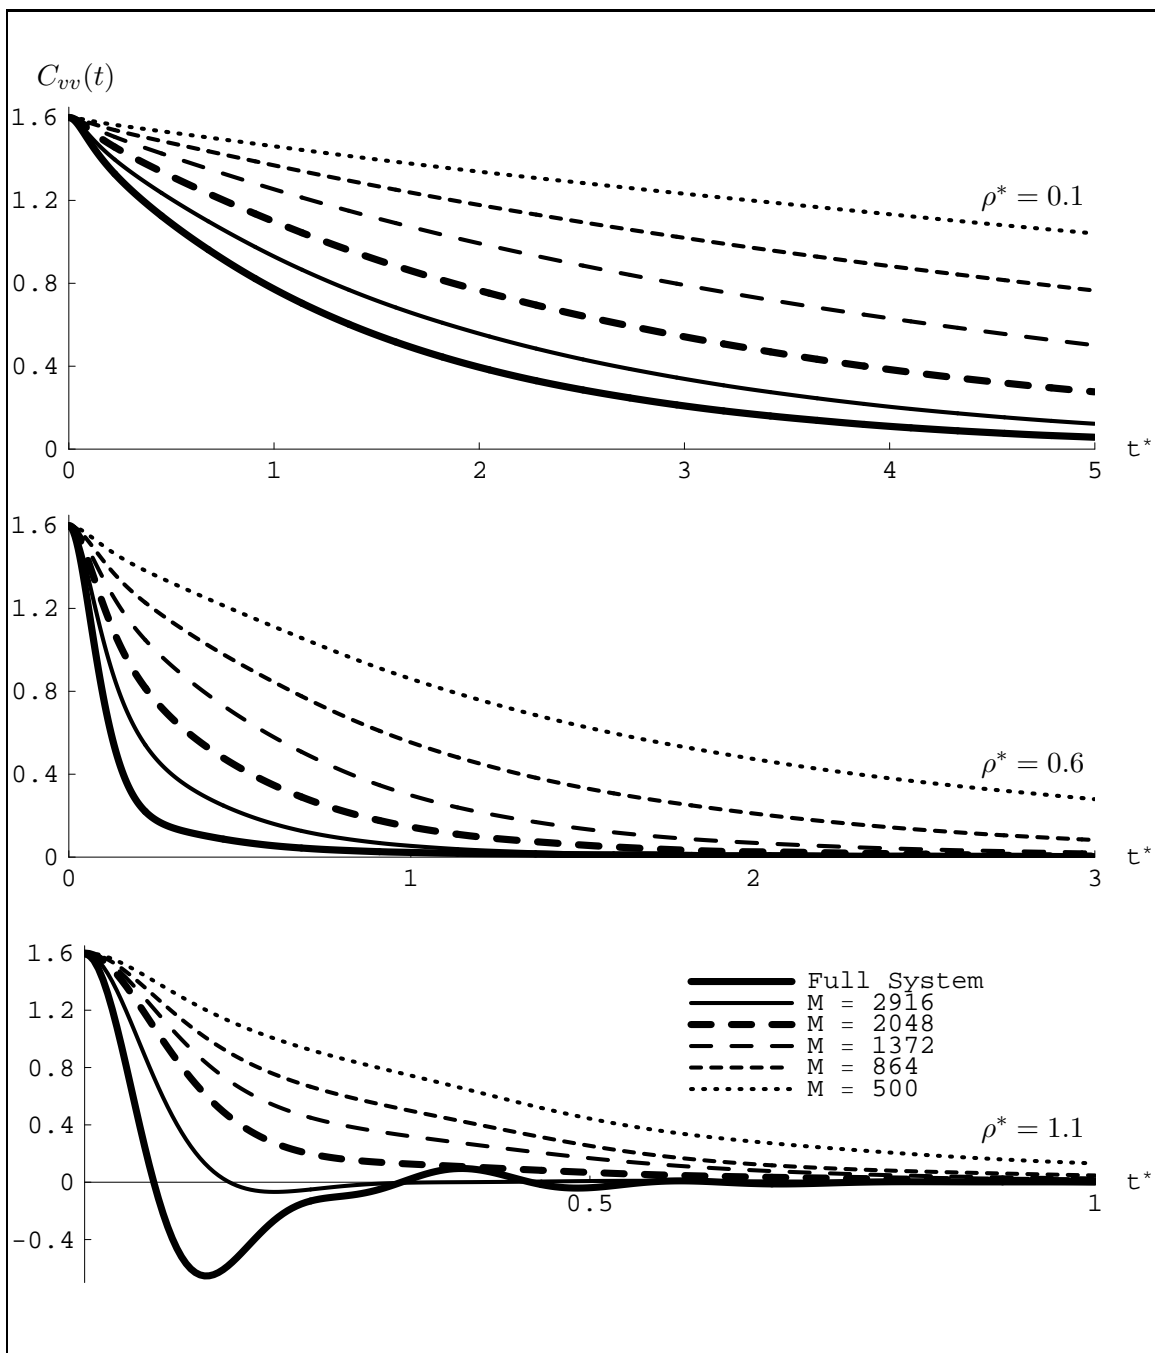 C_{vv}(t)
1.6
1.2
0.8
0.4
0
ρ* = 0.1
0 1 2 3 4 5 t*
1.6
1.2
0.8
0.4
0
ρ* = 0.6
0 1 2 3 t*
1.6
1.2
0.8
0.4
0
-0.4
Full System
M = 2916
M = 2048
M = 1372
M = 864
M = 500
ρ* = 1.1
0.5 1 t*